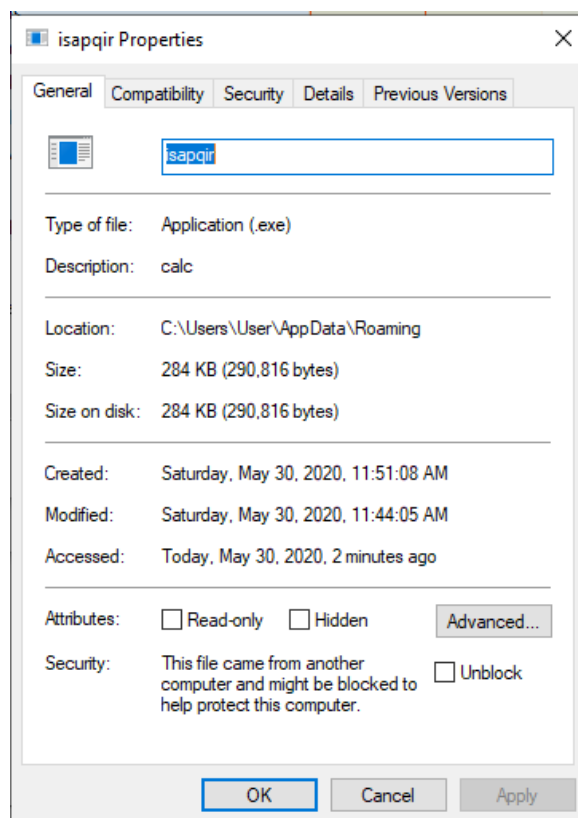 isapqir Properties
General Compatibility Security Details Previous Versions
isapqir
Type of file: Application (.exe)
Description: calc
Location: C:\Users\User\AppData\Roaming
Size: 284 KB (290,816 bytes)
Size on disk: 284 KB (290,816 bytes)
Created: Saturday, May 30, 2020, 11:51:08 AM
Modified: Saturday, May 30, 2020, 11:44:05 AM
Accessed: Today, May 30, 2020, 2 minutes ago
Attributes: Read-only Hidden Advanced...
Security: This file came from another
computer and might be blocked to
help protect this computer.
Unblock
OK Cancel Apply